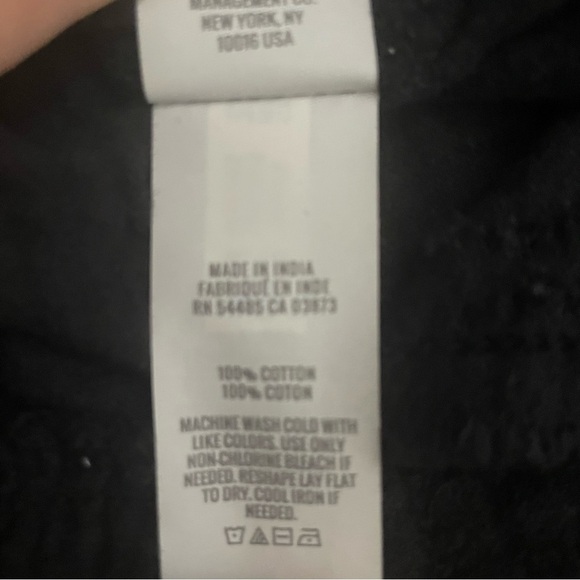 MANAGEMENT CO.
NEW YORK, NY
10016 USA
MADE IN INDIA
FABRIQUÉ EN INDE
RN 54485 CA 03873
100% COTTON
100% COTON
MACHINE WASH COLD WITH
LIKE COLORS. USE ONLY
NON-CHLORINE BLEACH IF
NEEDED. RESHAPE LAY FLAT
TO DRY. COOL IRON IF
NEEDED.